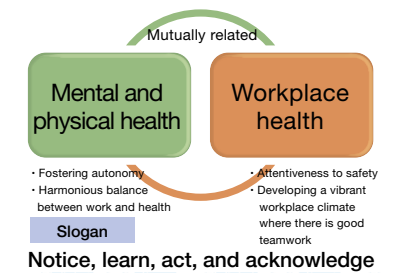 Mutually related
Mental and
physical health
Workplace
health
· Fostering autonomy
· Harmonious balance
between work and health
· Attentiveness to safety
· Developing a vibrant
workplace climate
where there is good
teamwork
Slogan
Notice, learn, act, and acknowledge